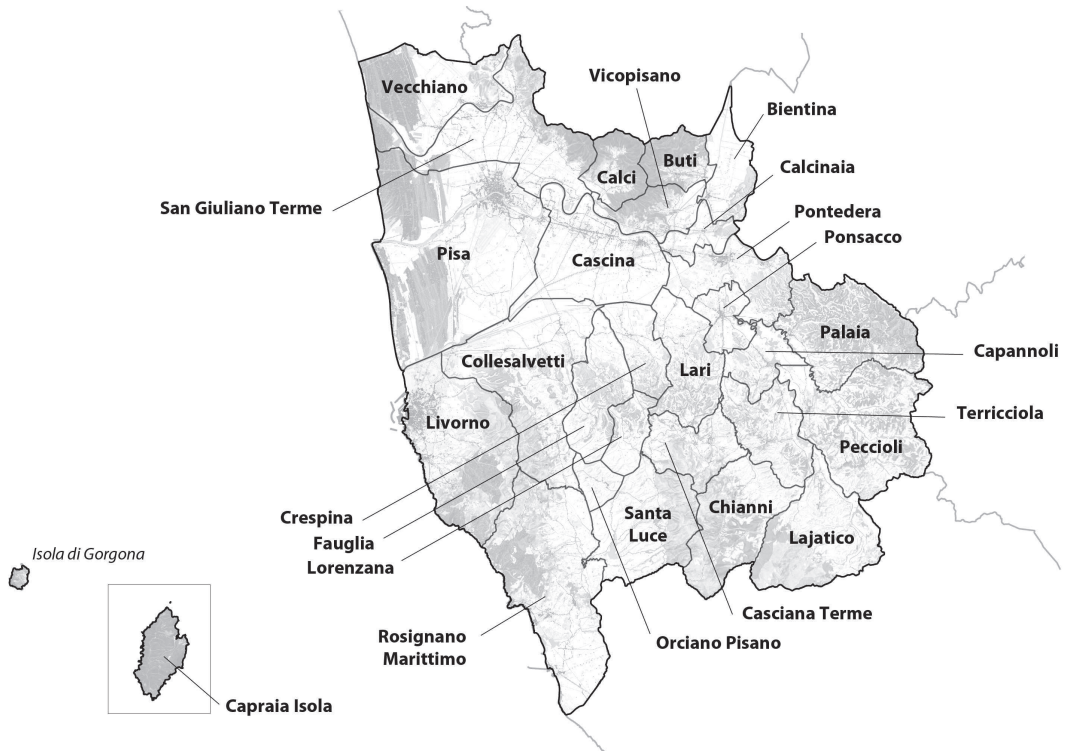 Vicopisano
Vecchiano
Bientina
Buti
Calcinaia
Calci
San Giuliano Terme
Pontedera
Ponsacco
Pisa
Cascina
Palaia
Capannoli
Collesalvetti
Lari
Terricciola
Livorno
Peccioli
Crespina
Chianni
Santa
Luce
Fauglia
Lajatico
Lorenzana
Isola di Gorgona
Casciana Terme
Rosignano
Marittimo
Orciano Pisano
Capraia Isola